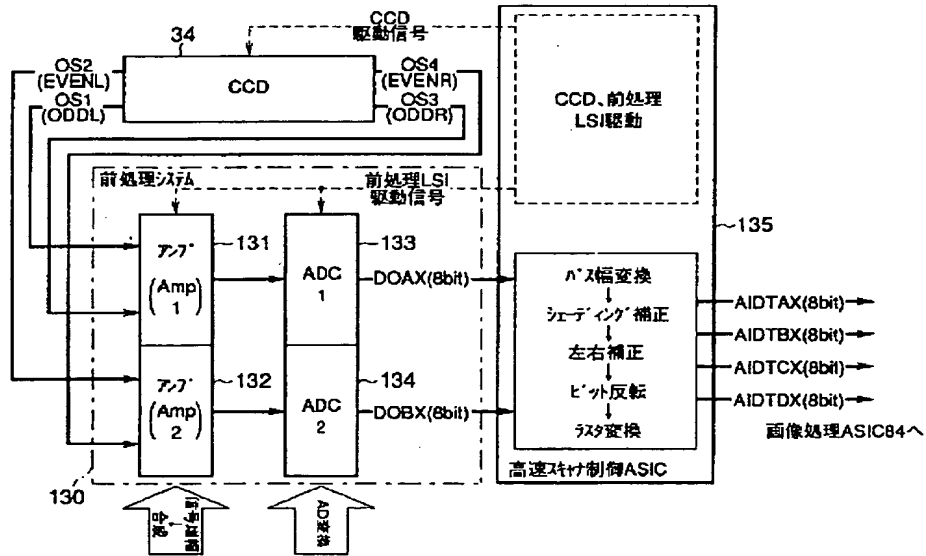 CCD
駆動信号
34
OS2
(EVENL)
OS1
(ODDL)
CCD
OS4
(EVENR)
OS3
(ODDR)
CCD、前処理
LSI駆動
前処理システム
前処理LSI
駆動信号
135
アンプ
(Amp 1)
131
ADC
1
133
DOAX(8bit)
アンプ
(Amp 2)
132
ADC
2
134
DOBX(8bit)
バス幅変換
シェーディング補正
左右補正
ビット反転
ラスタ変換
高速スキャナ制御ASIC
AIDTAX(8bit)
AIDTBX(8bit)
AIDTCX(8bit)
AIDTDX(8bit)
画像処理ASIC84へ
130
信号増幅
合成
AD変換